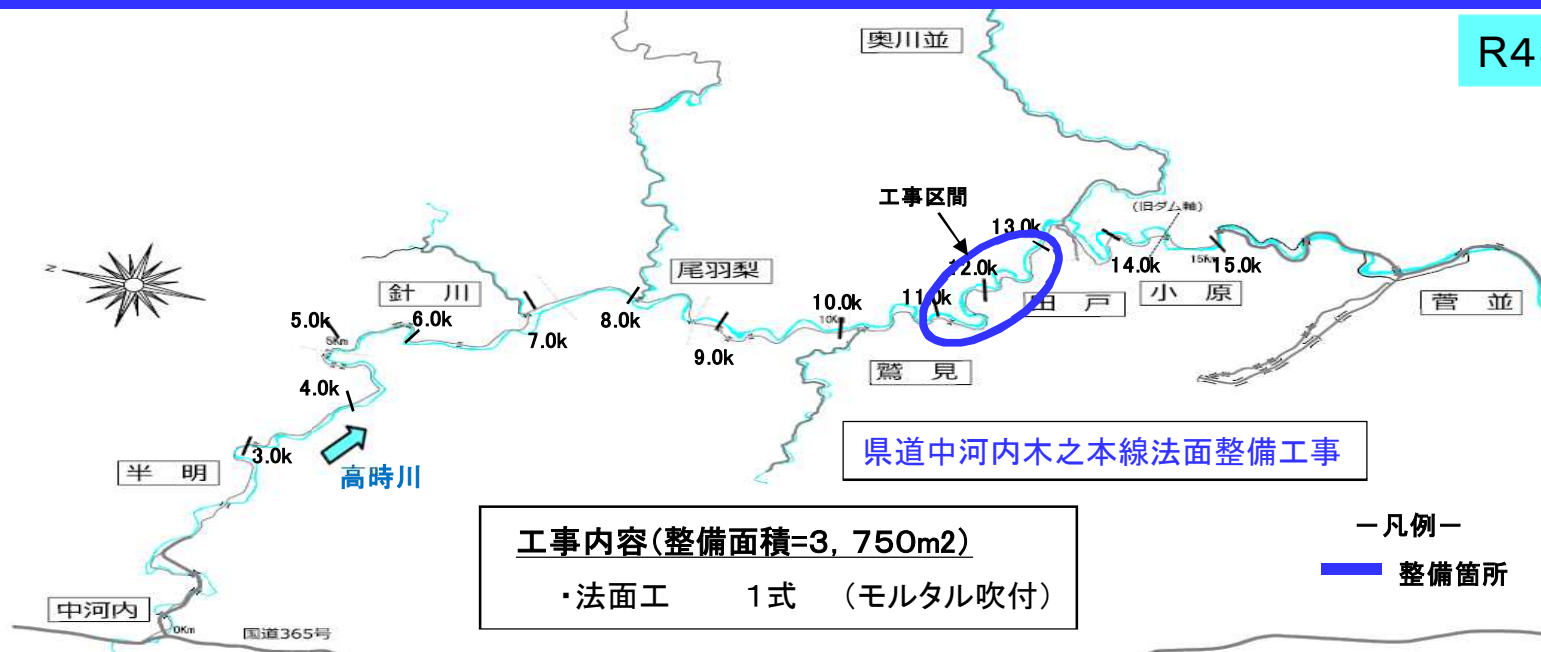 R4
奥川並
工事区間
(旧ダム軸)
13.0k
12.0k
11.0k
10.0k
10Km
14.0k
15Km
15.0k
尾羽梨
針 川
田 戸
小 原
菅 並
鷲 見
N
5.0k
5Km
6.0k
7.0k
8.0k
9.0k
4.0k
3.0k
半 明
高時川
県道中河内木之本線法面整備工事
工事内容(整備面積=3,750m2)
・法面工 1式 (モルタル吹付)
-凡例-
整備箇所
中河内
0Km
国道365号